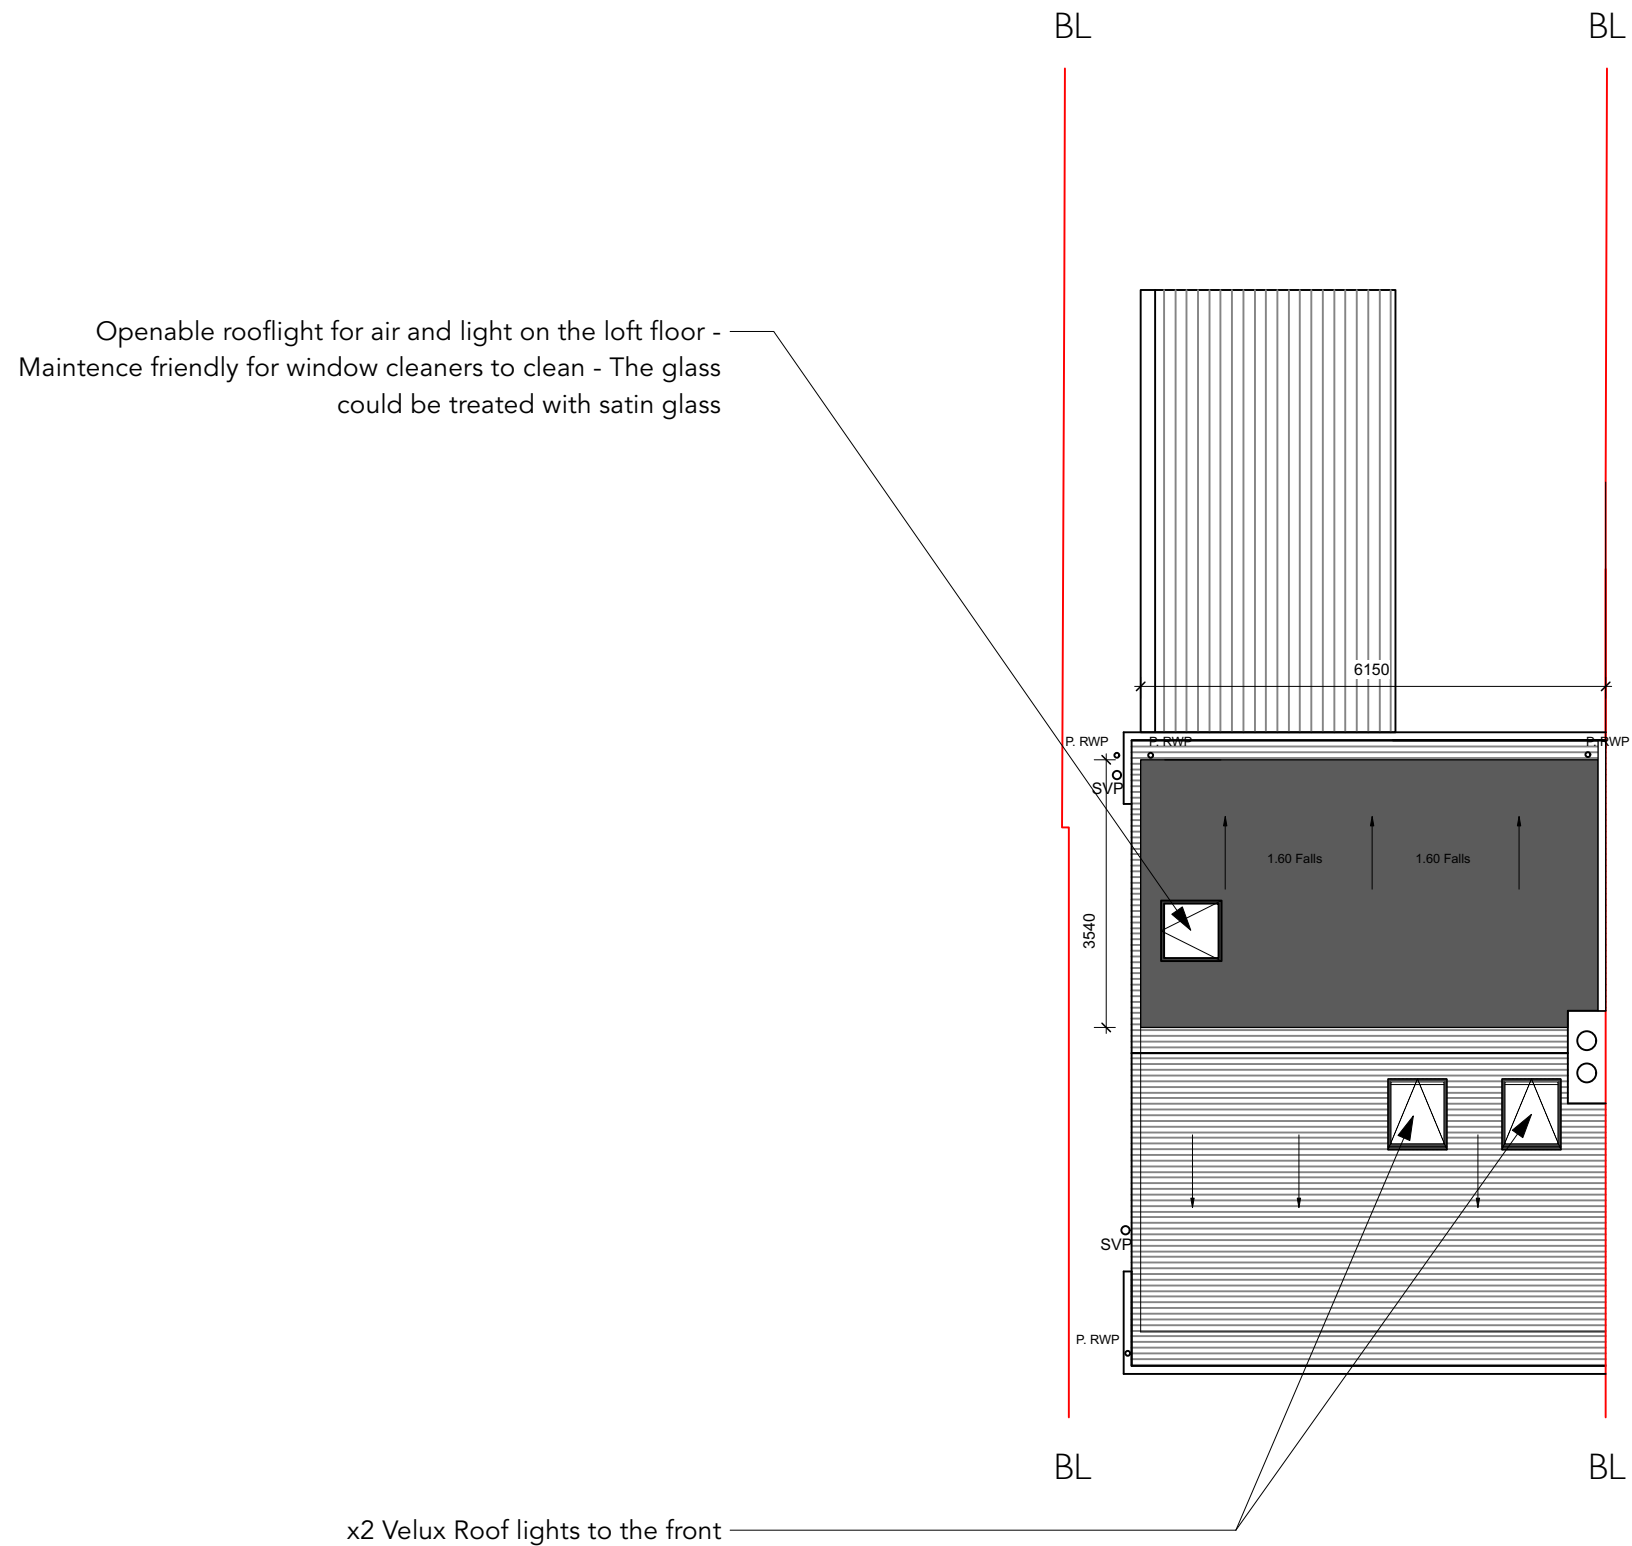 BL
BL
Openable rooflight for air and light on the loft floor -
Maintence friendly for window cleaners to clean - The glass
could be treated with satin glass
6150
P. RWP
P. RWP
P. RWP
SVP
1.60 Falls
1.60 Falls
3540
SVP
P. RWP
BL
BL
x2 Velux Roof lights to the front